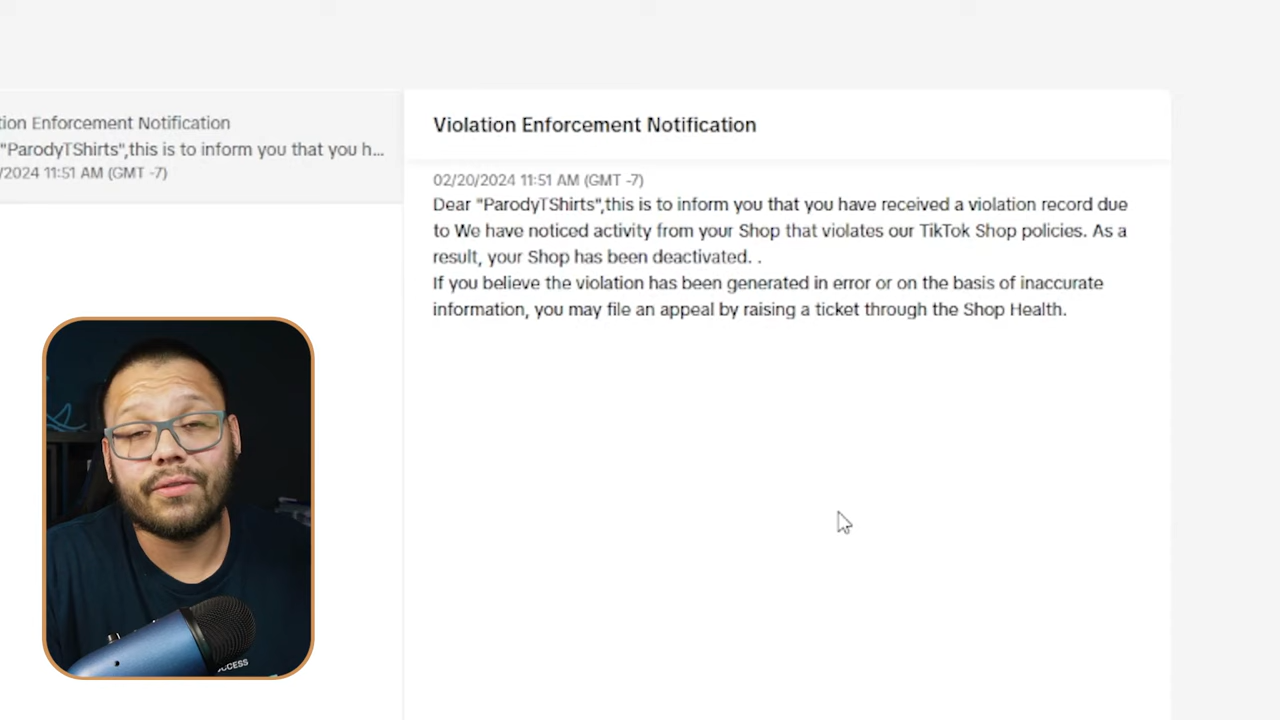 tion Enforcement Notification
"ParodyTShirts",this is to inform you that you h...
/2024 11:51 AM (GMT -7)
Violation Enforcement Notification
02/20/2024 11:51 AM (GMT -7)
Dear "ParodyTShirts",this is to inform you that you have received a violation record due
to We have noticed activity from your Shop that violates our TikTok Shop policies. As a
result, your Shop has been deactivated. .
If you believe the violation has been generated in error or on the basis of inaccurate
information, you may file an appeal by raising a ticket through the Shop Health.